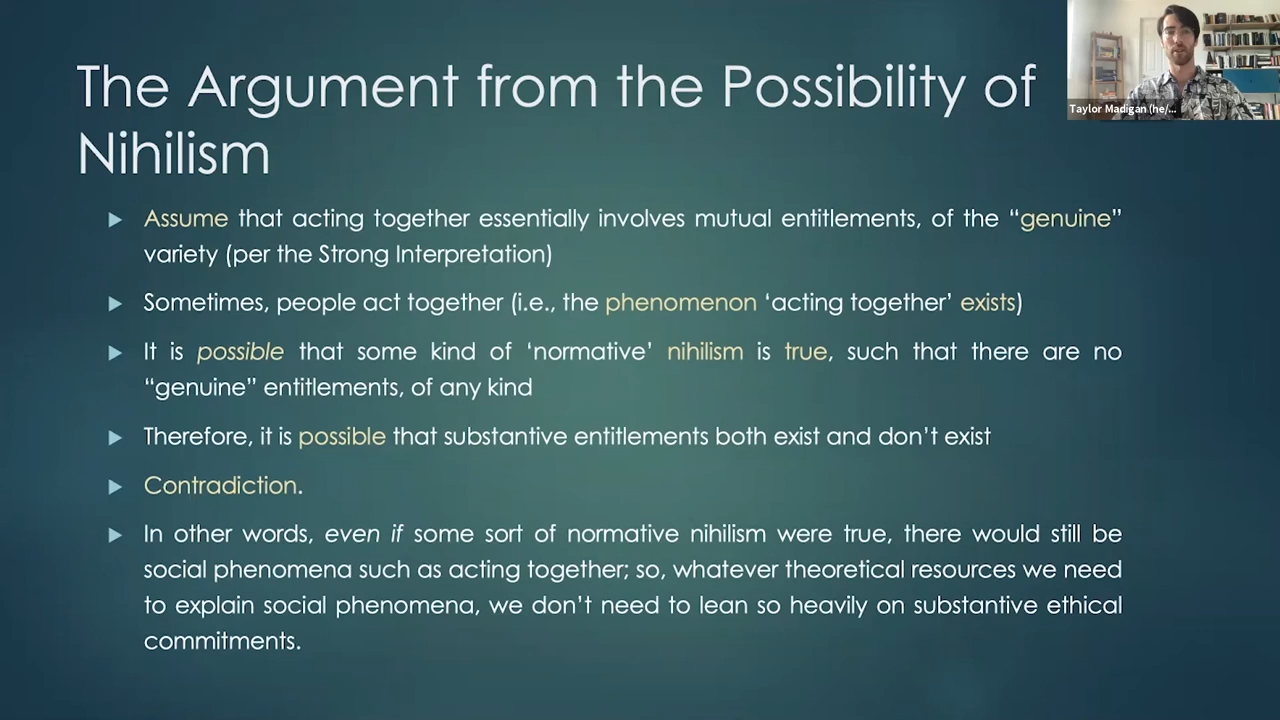 The Argument from the Possibility of
Nihilism
Taylor Madigan (he/...
Assume that acting together essentially involves mutual entitlements, of the “genuine”
variety (per the Strong Interpretation)
Sometimes, people act together (i.e., the phenomenon ‘acting together’ exists)
It is possible that some kind of ‘normative’ nihilism is true, such that there are no
“genuine” entitlements, of any kind
Therefore, it is possible that substantive entitlements both exist and don’t exist
Contradiction.
In other words, even if some sort of normative nihilism were true, there would still be
social phenomena such as acting together; so, whatever theoretical resources we need
to explain social phenomena, we don’t need to lean so heavily on substantive ethical
commitments.